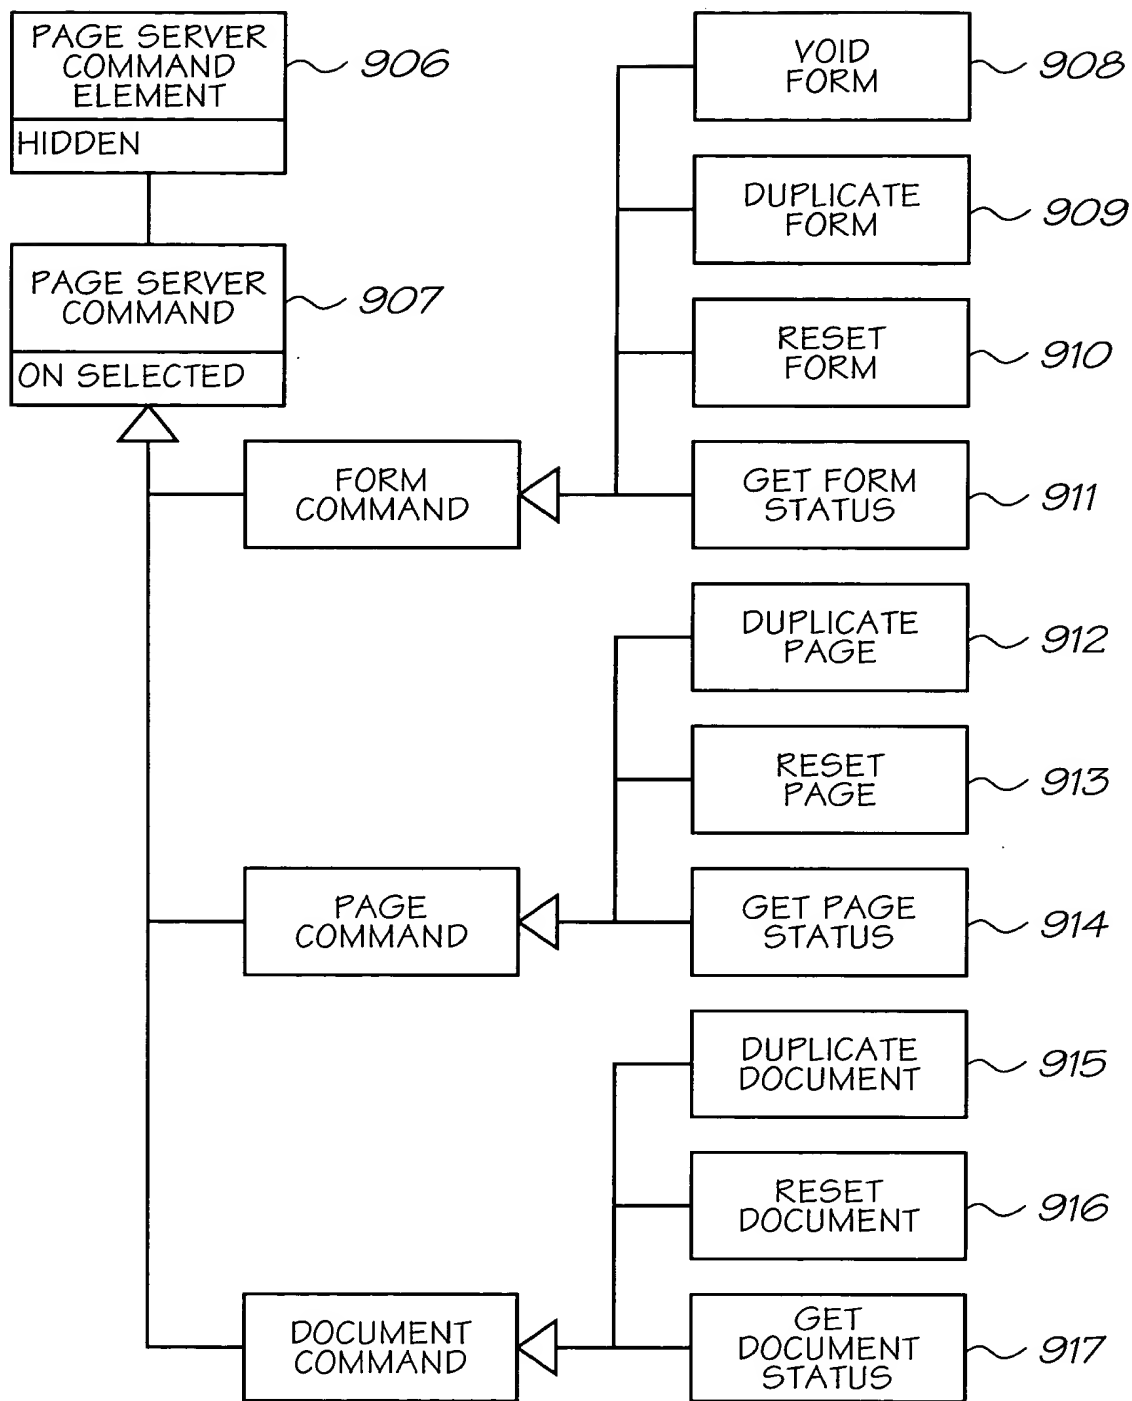 PAGE SERVER
COMMAND
ELEMENT
906
HIDDEN
PAGE SERVER
COMMAND
907
ON SELECTED
FORM
COMMAND
VOID
FORM
908
DUPLICATE
FORM
909
RESET
FORM
910
GET FORM
STATUS
911
PAGE
COMMAND
DUPLICATE
PAGE
912
RESET
PAGE
913
GET PAGE
STATUS
914
DOCUMENT
COMMAND
DUPLICATE
DOCUMENT
915
RESET
DOCUMENT
916
GET
DOCUMENT
STATUS
917